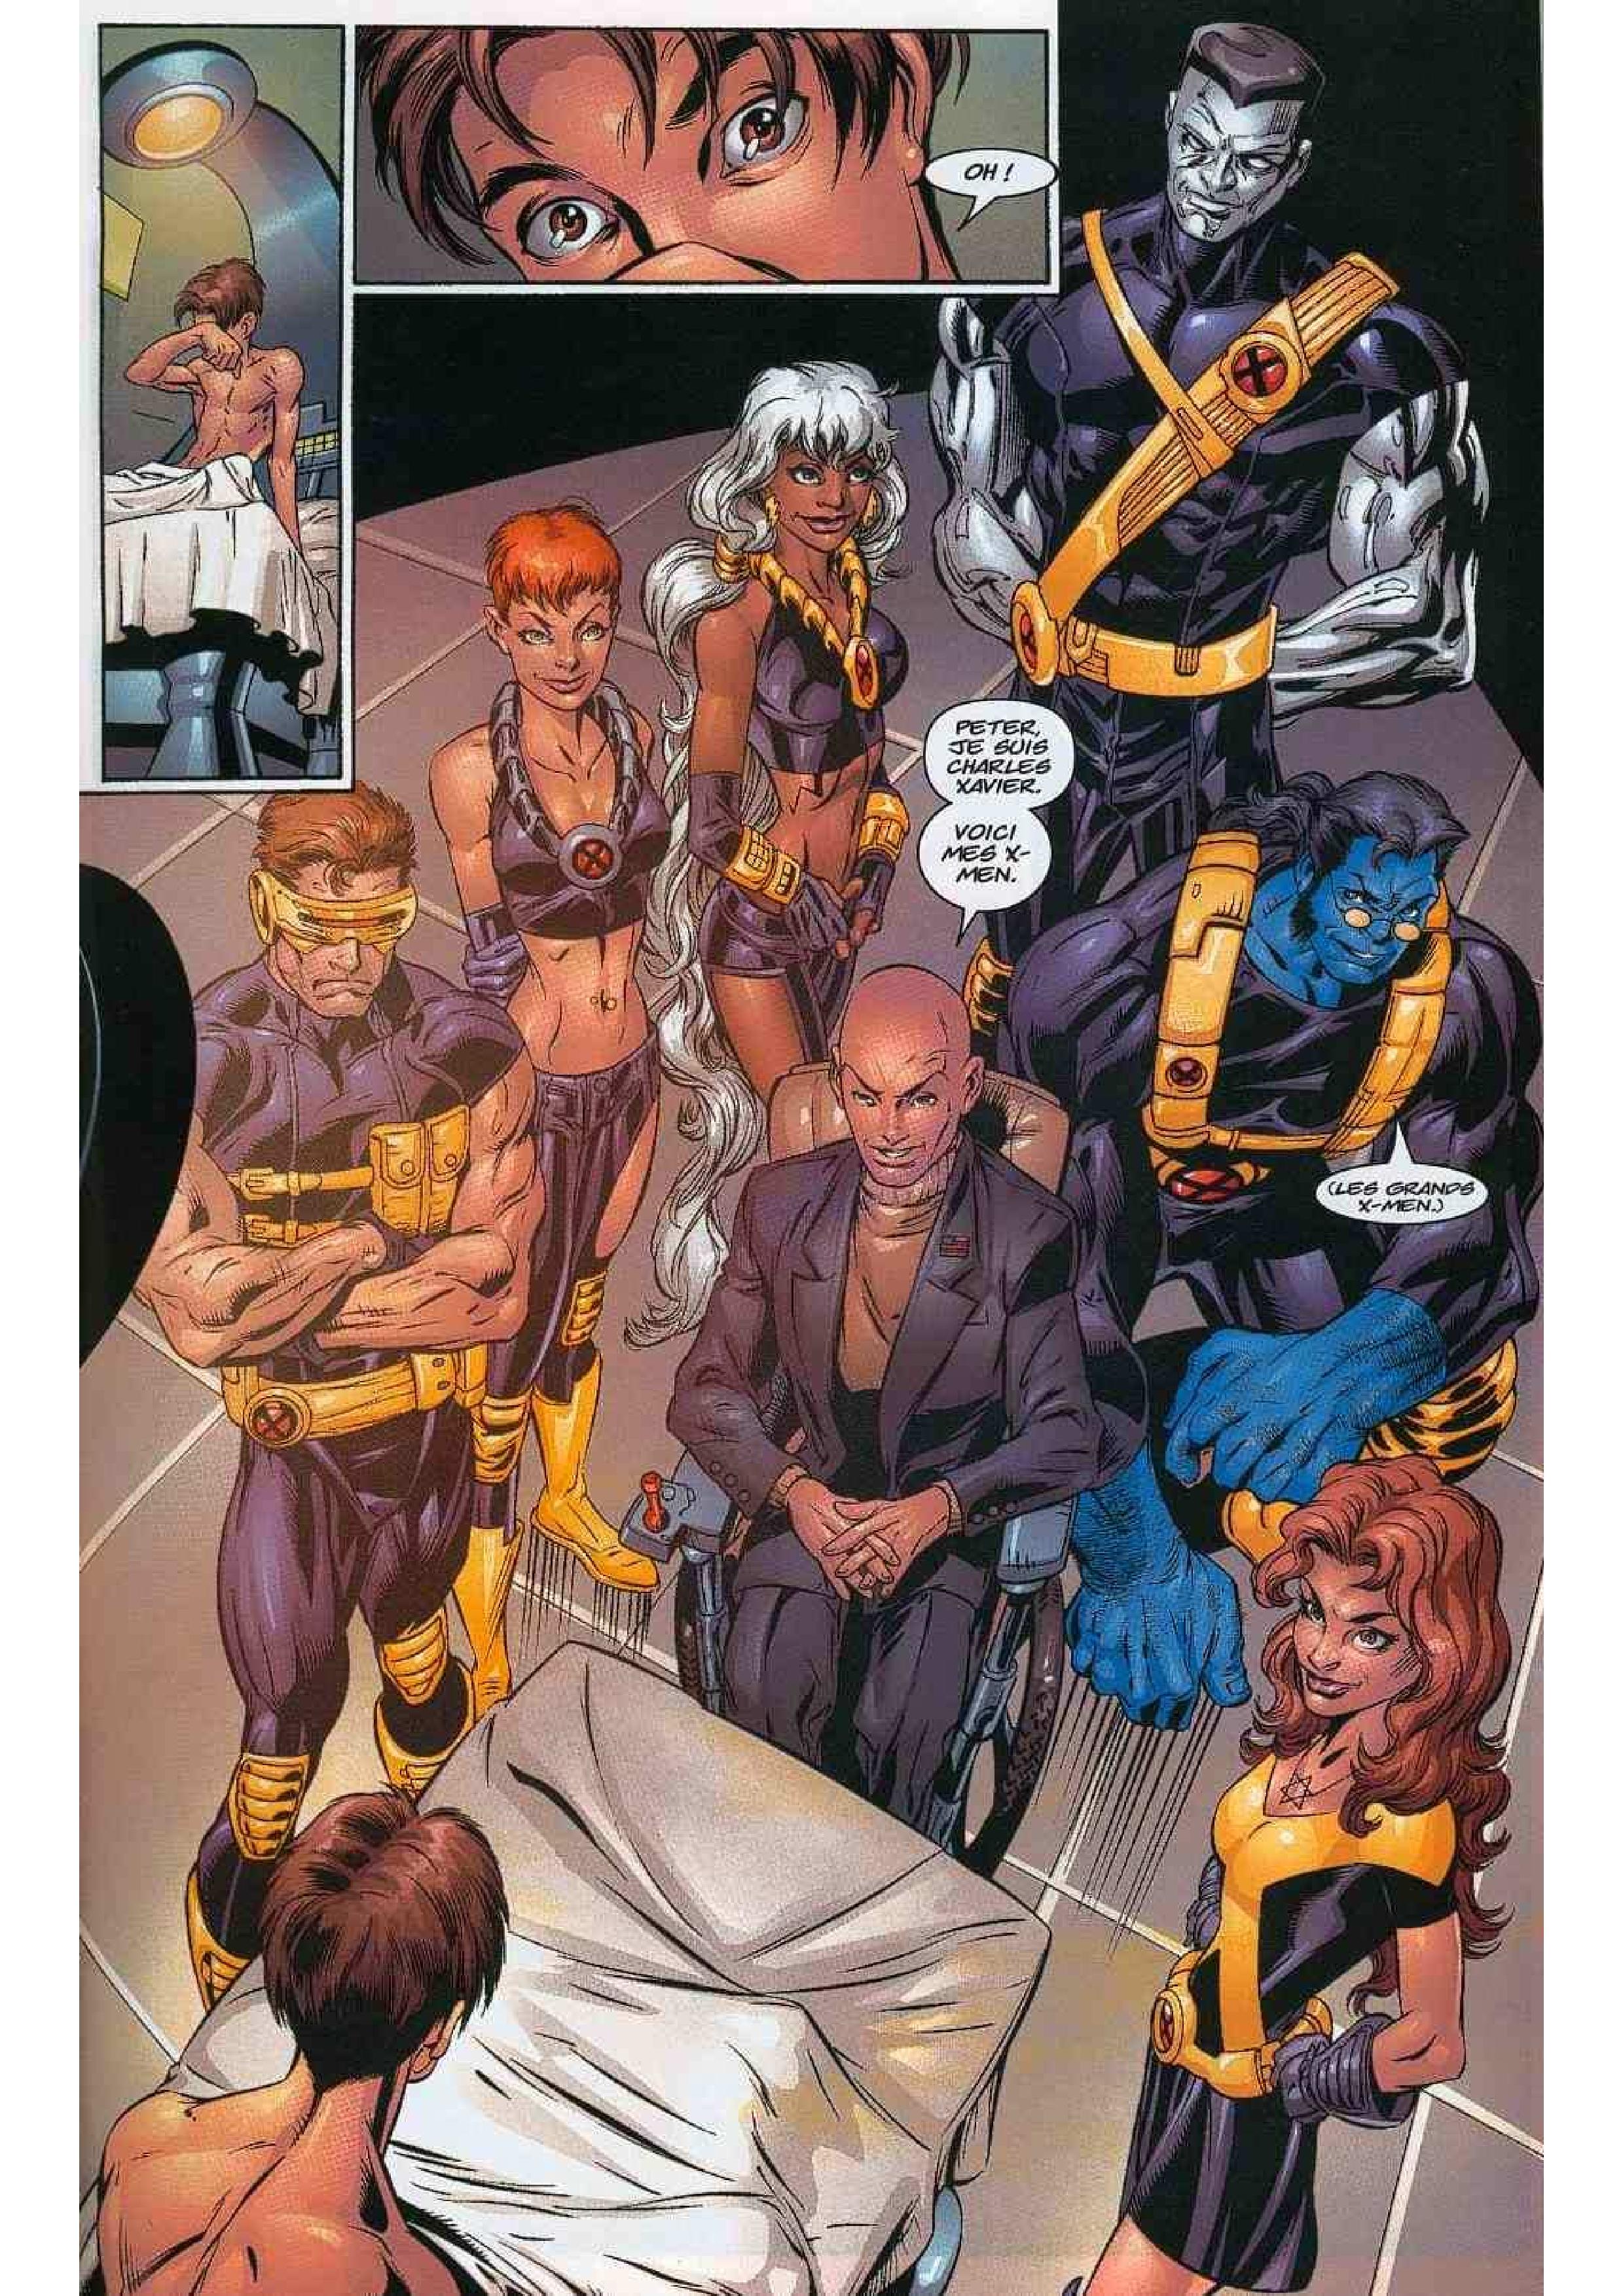 OH !
PETER,
JE SUIS
CHARLES
XAVIER.
VOICI
MES X-
MEN.
(LES GRANDS
X-MEN.)